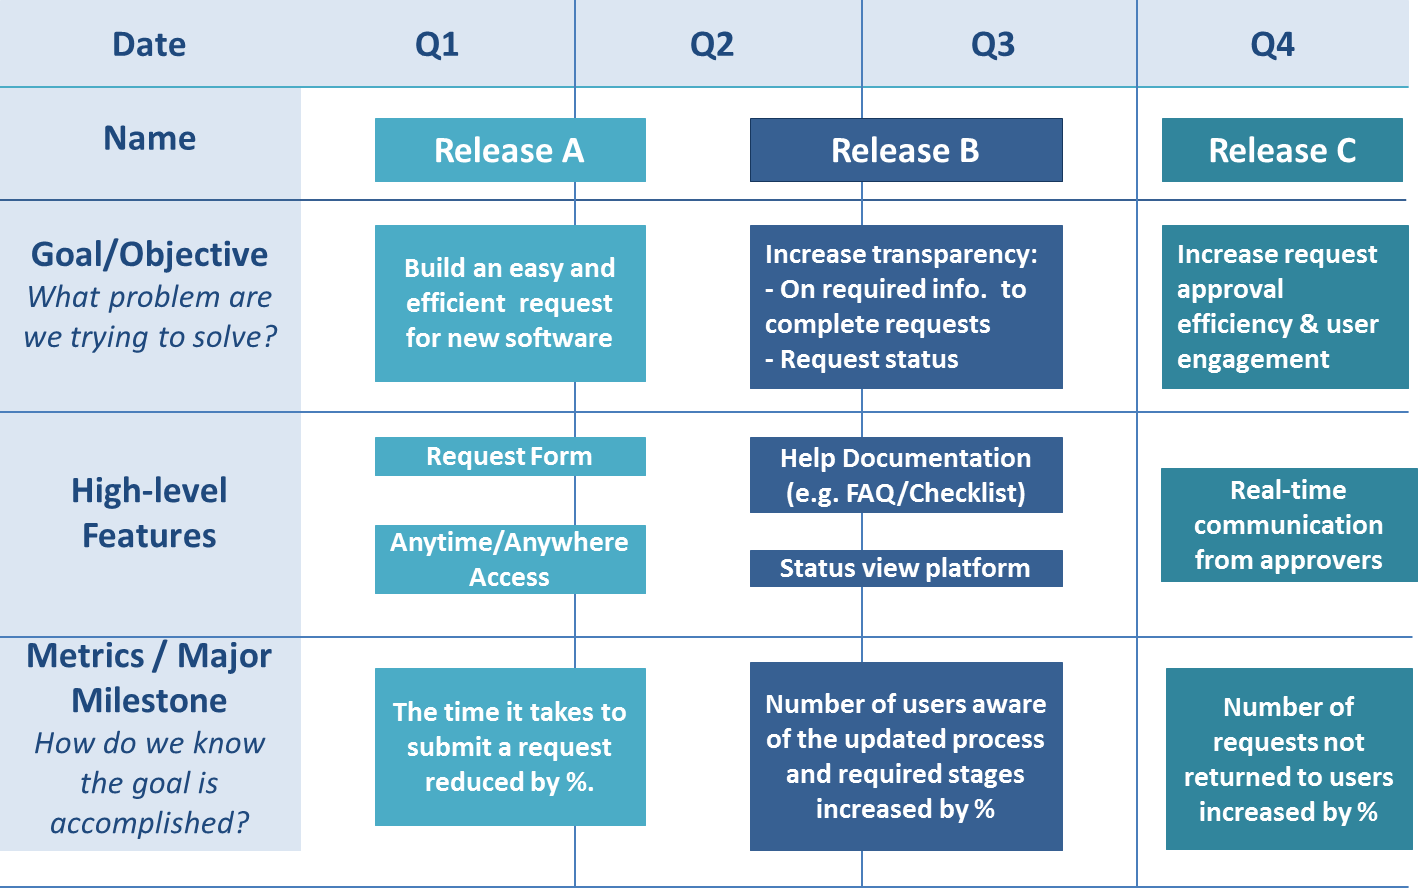 Date
Q1
Q2
Q3
Q4
Name
Release A
Release B
Release C
Goal/Objective
What problem are
we trying to solve?
Build an easy and
efficient request
for new software
Increase transparency:
- On required info. to
complete requests
- Request status
Increase request
approval
efficiency & user
engagement
High-level
Features
Request Form
Anytime/Anywhere
Access
Help Documentation
(e.g. FAQ/Checklist)
Status view platform
Real-time
communication
from approvers
Metrics / Major
Milestone
How do we know
the goal is
accomplished?
The time it takes to
submit a request
reduced by %.
Number of users aware
of the updated process
and required stages
increased by %
Number of
requests not
returned to users
increased by %